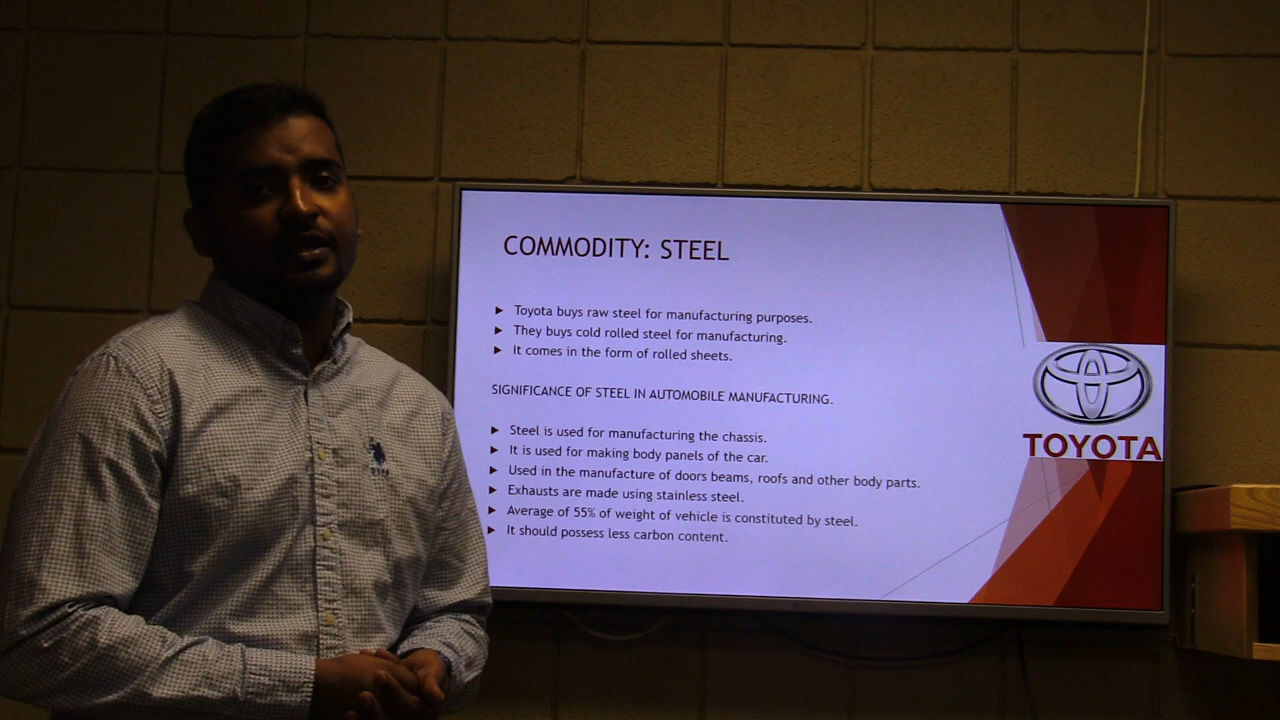 COMMODITY: STEEL
Toyota buys raw steel for manufacturing purposes.
They buys cold rolled steel for manufacturing.
It comes in the form of rolled sheets.
SIGNIFICANCE OF STEEL IN AUTOMOBILE MANUFACTURING.
Steel is used for manufacturing the chassis.
It is used for making body panels of the car.
Used in the manufacture of doors beams, roofs and other body parts.
Exhausts are made using stainless steel.
Average of 55% of weight of vehicle is constituted by steel.
It should possess less carbon content.
TOYOTA